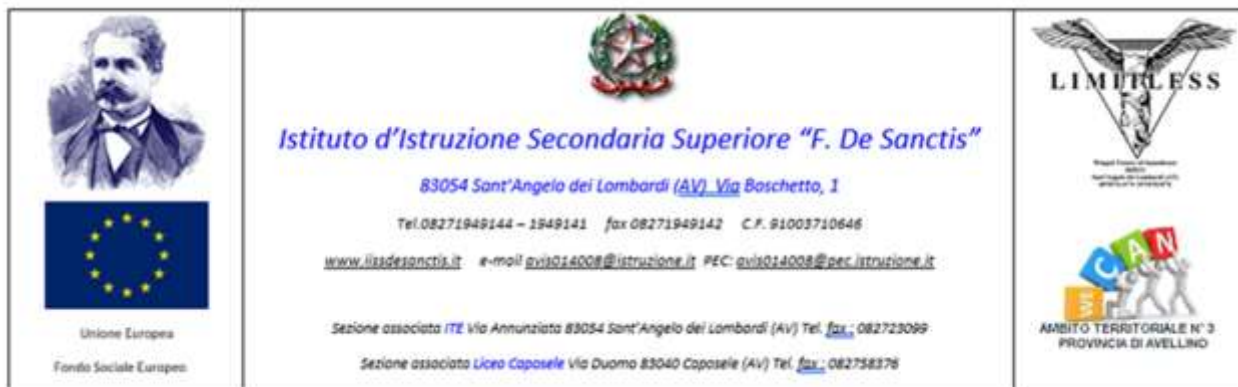 Istituto d'Istruzione Secondaria Superiore "F. De Sanctis"
83054 Sant'Angelo dei Lombardi (AV) Via Boschetto, 1
Tel.08271949144 – 1949141 fax 08271949142 C.F. 91003710646
www.iissdesanctis.it e-mail avis014008@istruzione.it PEC: avis014008@pec.istruzione.it
Sezione associata ITE Via Annunziata 83054 Sant'Angelo dei Lombardi (AV) Tel. fax : 082723099
Sezione associata Liceo Caposele Via Duomo 83040 Caposele (AV) Tel. fax : 082758376
Unione Europea
Fondo Sociale Europeo
LIMITLESS
WE CAN
AMBITO TERRITORIALE N° 3
PROVINCIA DI AVELLINO